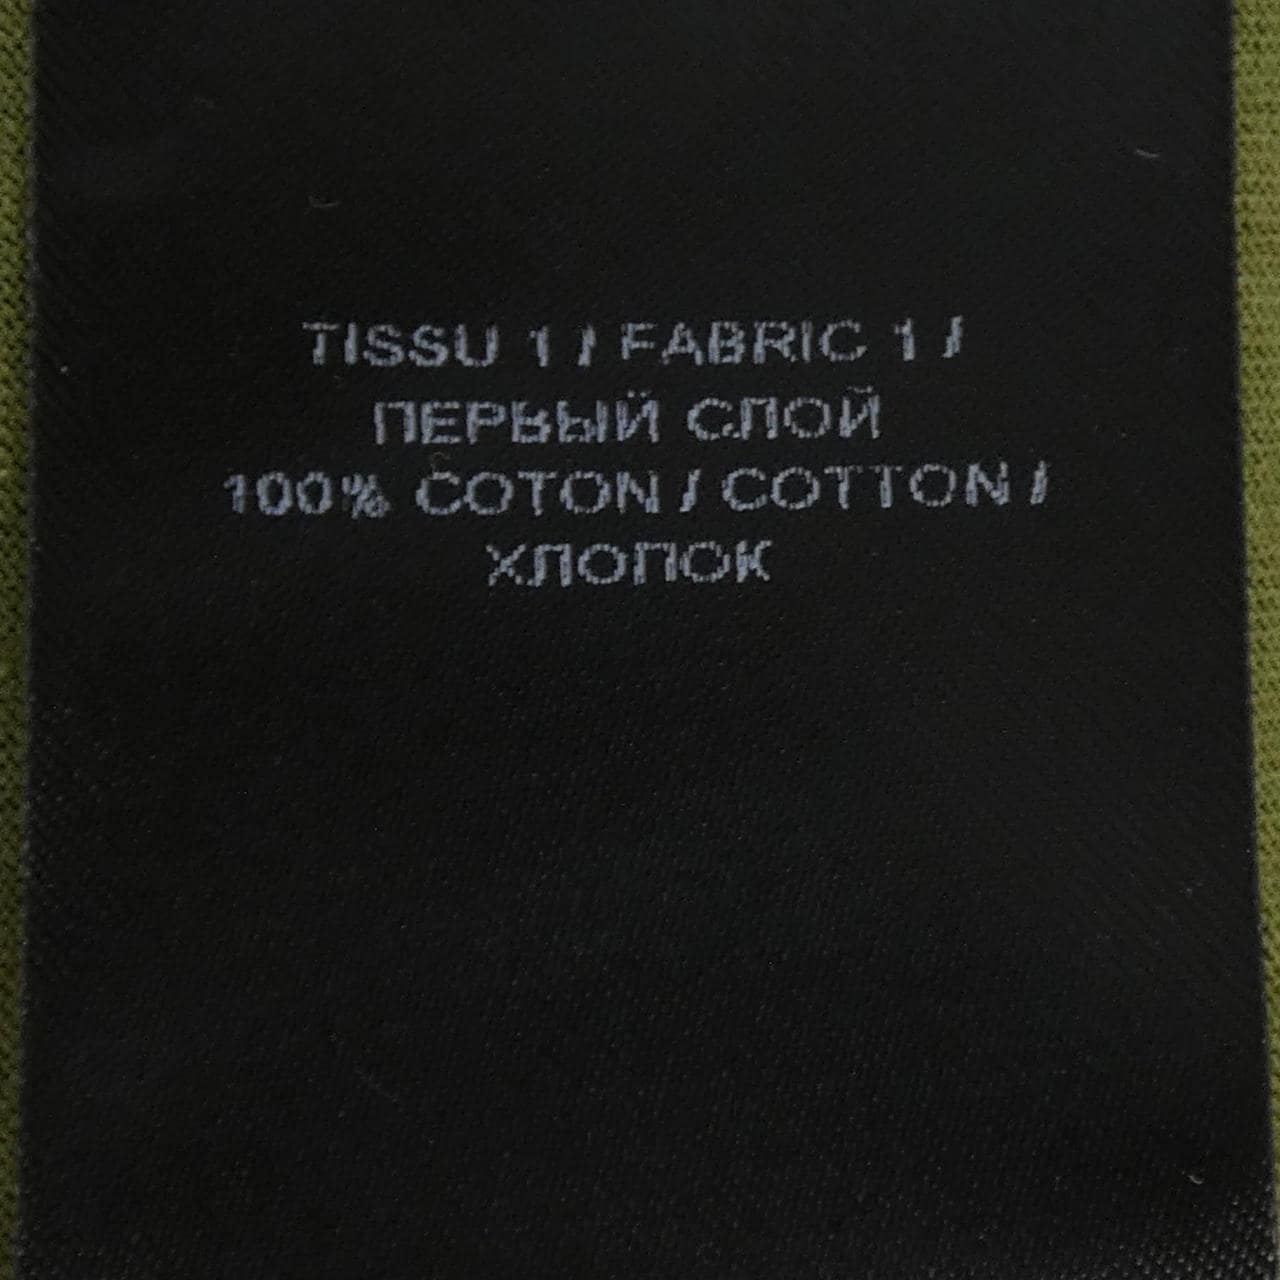 TISSU 1 / FABRIC 1 /
ПЕРВЫЙ СЛОЙ
100% COTON / COTTON /
ХЛОПОК